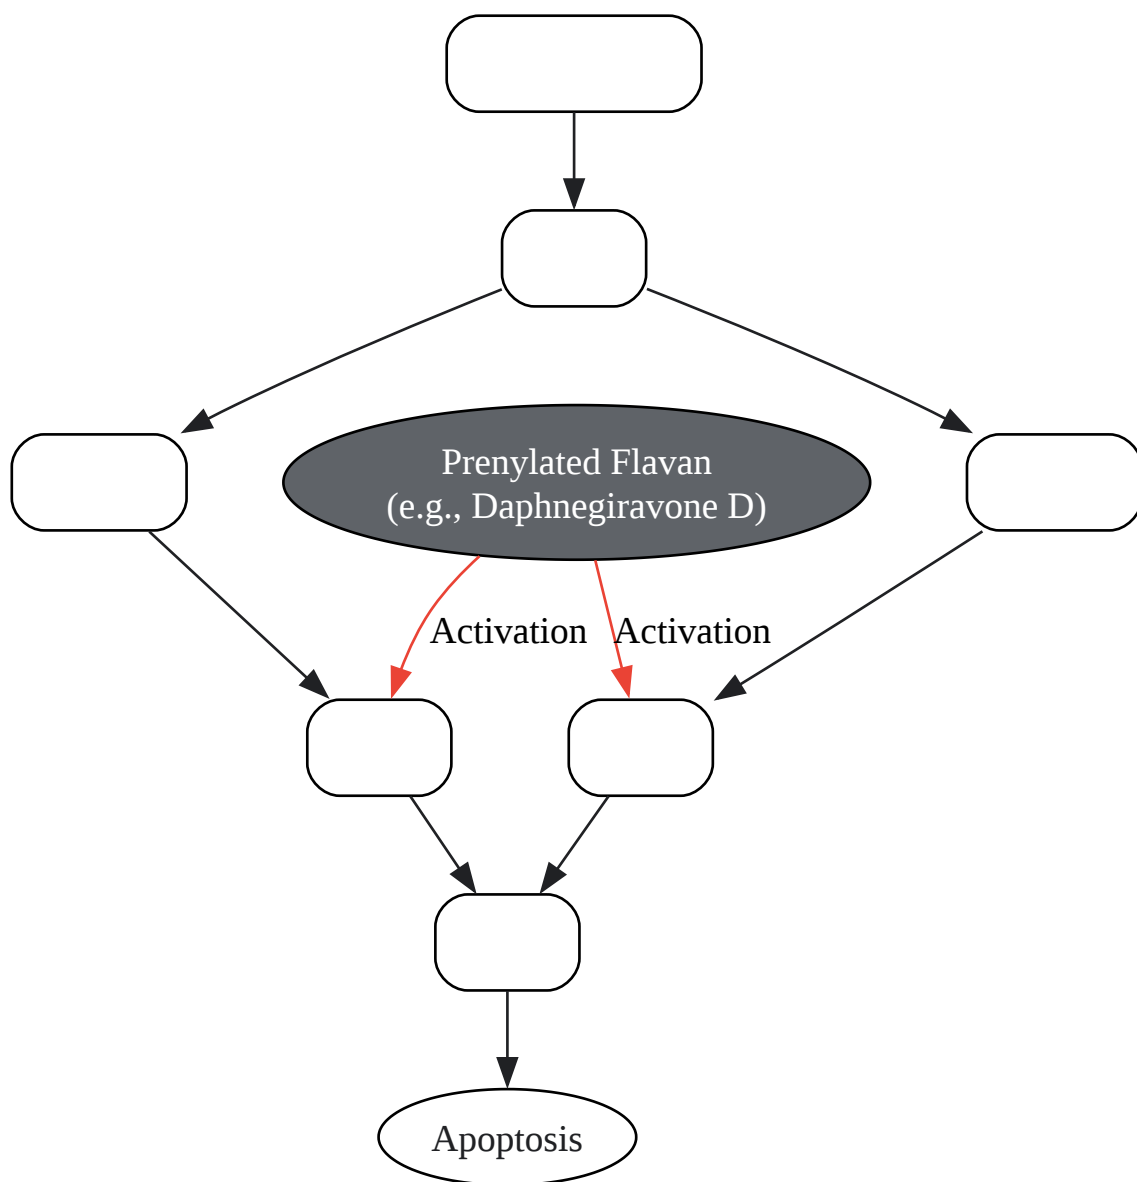 Prenylated Flavan
(e.g., Daphnegiravone D)
Activation
Activation
Apoptosis